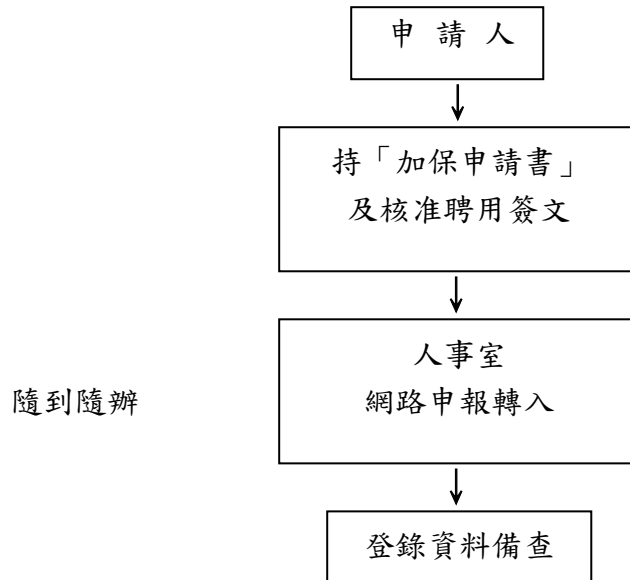 申 請 人
持「加保申請書」
及核准聘用簽文
人事室
隨到隨辦
網路申報轉入
登錄資料備查